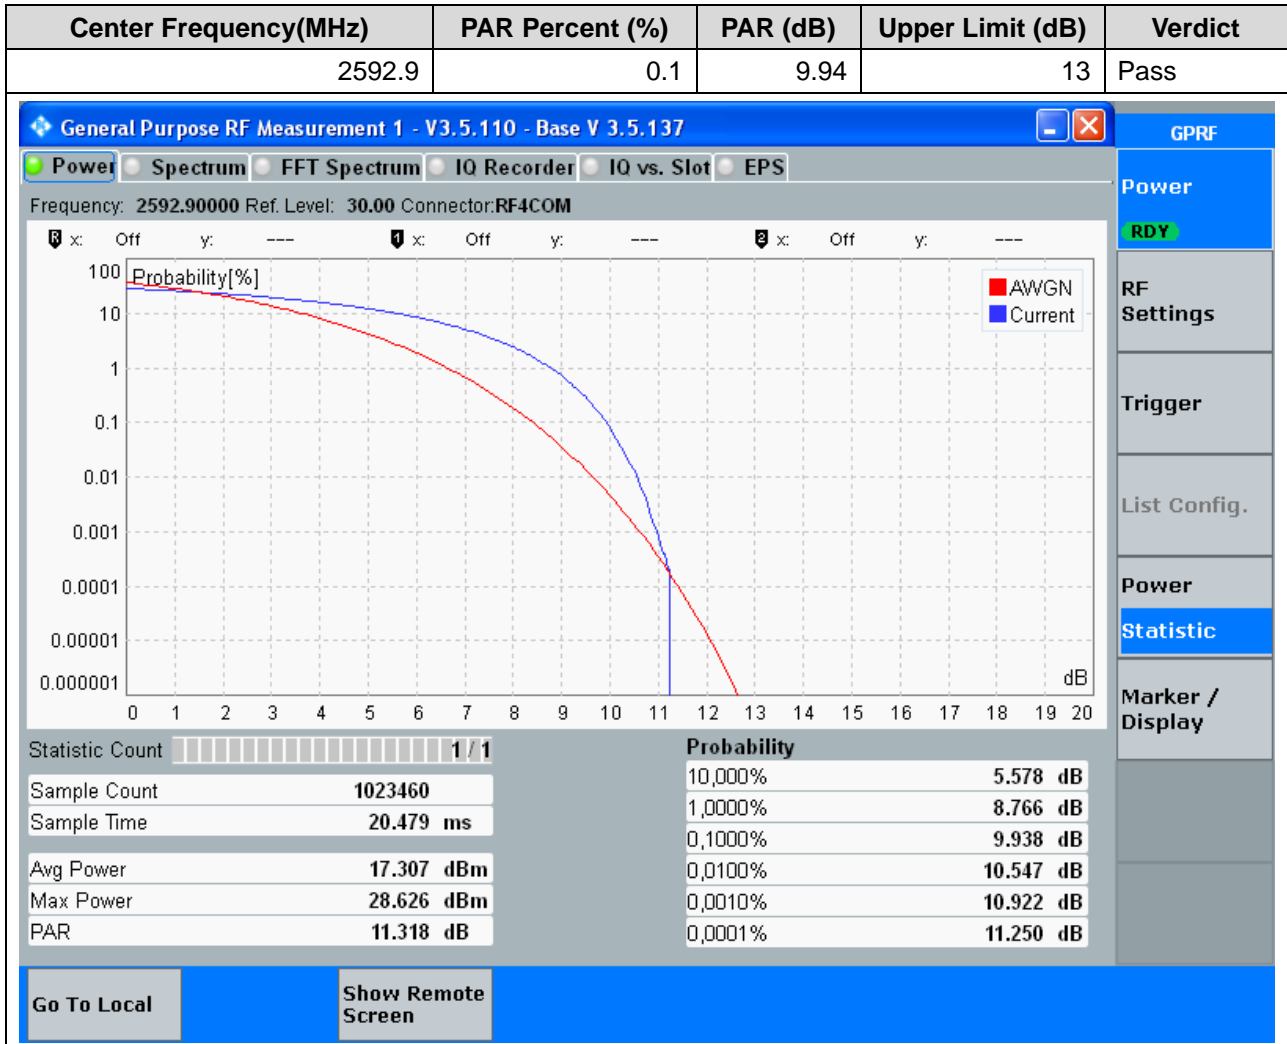 Center Frequency(MHz) PAR Percent (%) PAR (dB) Upper Limit (dB) Verdict
2592.9 0.1 9.94 13 Pass
General Purpose RF Measurement 1 - V3.5.110 - Base V 3.5.137
GPRF
Power Spectrum FFT Spectrum IQ Recorder IQ vs. Slot EPS
Power
RDY
Frequency: 2592.90000 Ref. Level: 30.00 Connector:RF4COM
R x: Off y: --- 1 x: Off y: --- 2 x: Off y: ---
Probability[%]
100
10
1
0.1
0.01
0.001
0.0001
0.00001
0.000001
AWGN
Current
dB
0 1 2 3 4 5 6 7 8 9 10 11 12 13 14 15 16 17 18 19 20
RF
Settings
Trigger
List Config.
Power
Statistic
Marker /
Display
Statistic Count 1 / 1
Sample Count 1023460
Sample Time 20.479 ms
Avg Power 17.307 dBm
Max Power 28.626 dBm
PAR 11.318 dB
Probability
10,000% 5.578 dB
1,0000% 8.766 dB
0,1000% 9.938 dB
0,0100% 10.547 dB
0,0010% 10.922 dB
0,0001% 11.250 dB
Go To Local
Show Remote
Screen